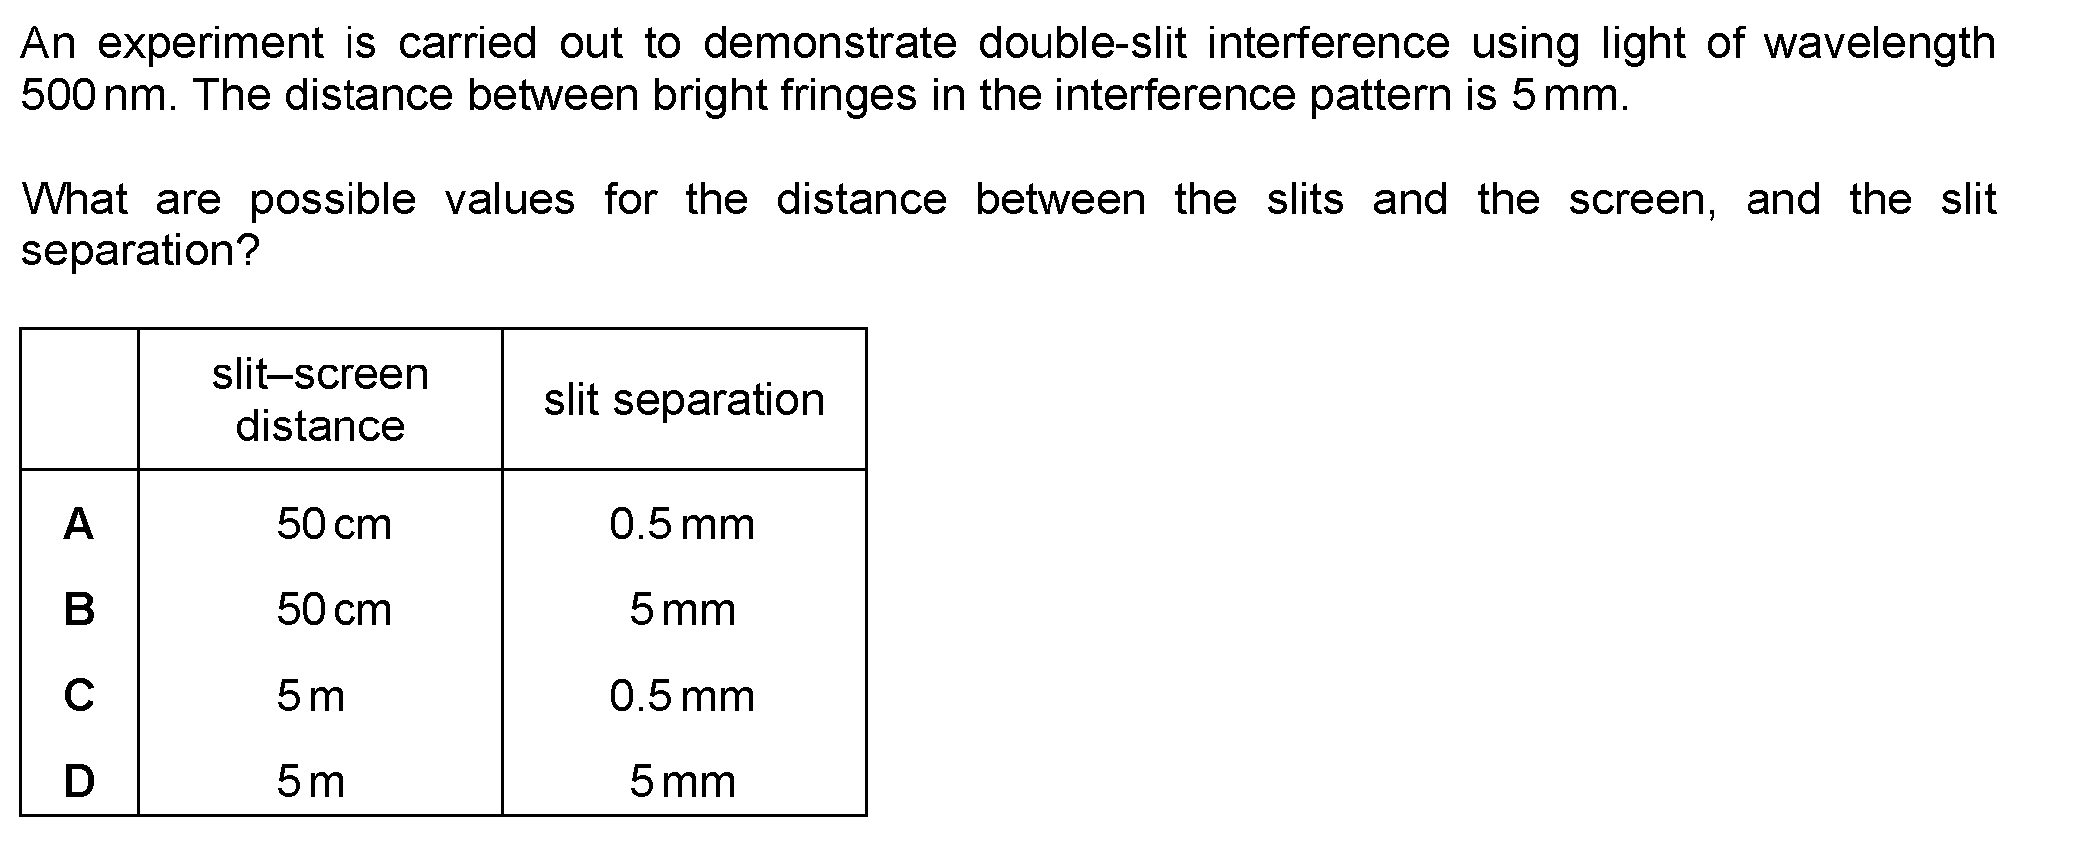 An experiment is carried out to demonstrate double-slit interference using light of wavelength
500 nm. The distance between bright fringes in the interference pattern is 5 mm.
What are possible values for the distance between the slits and the screen, and the slit
separation?
slit–screen
distance
slit separation
A 50 cm 0.5 mm
B 50 cm 5 mm
C 5 m 0.5 mm
D 5 m 5 mm